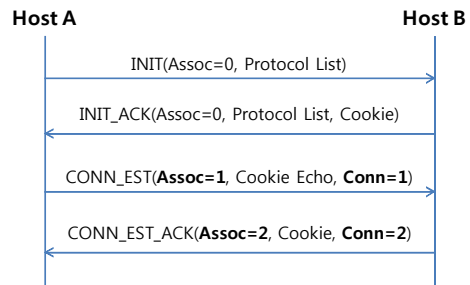 Host A Host B
INIT(Assoc=0, Protocol List)
INIT_ACK(Assoc=0, Protocol List, Cookie)
CONN_EST(Assoc=1, Cookie Echo, Conn=1)
CONN_EST_ACK(Assoc=2, Cookie, Conn=2)